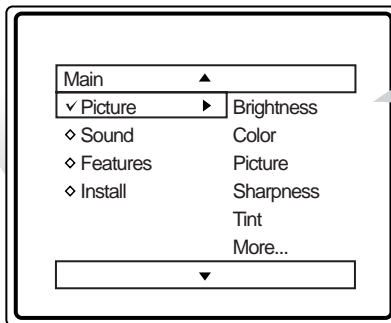 Main
Picture Brightness
Sound Color
Features Picture
Install Sharpness
Tint
More...